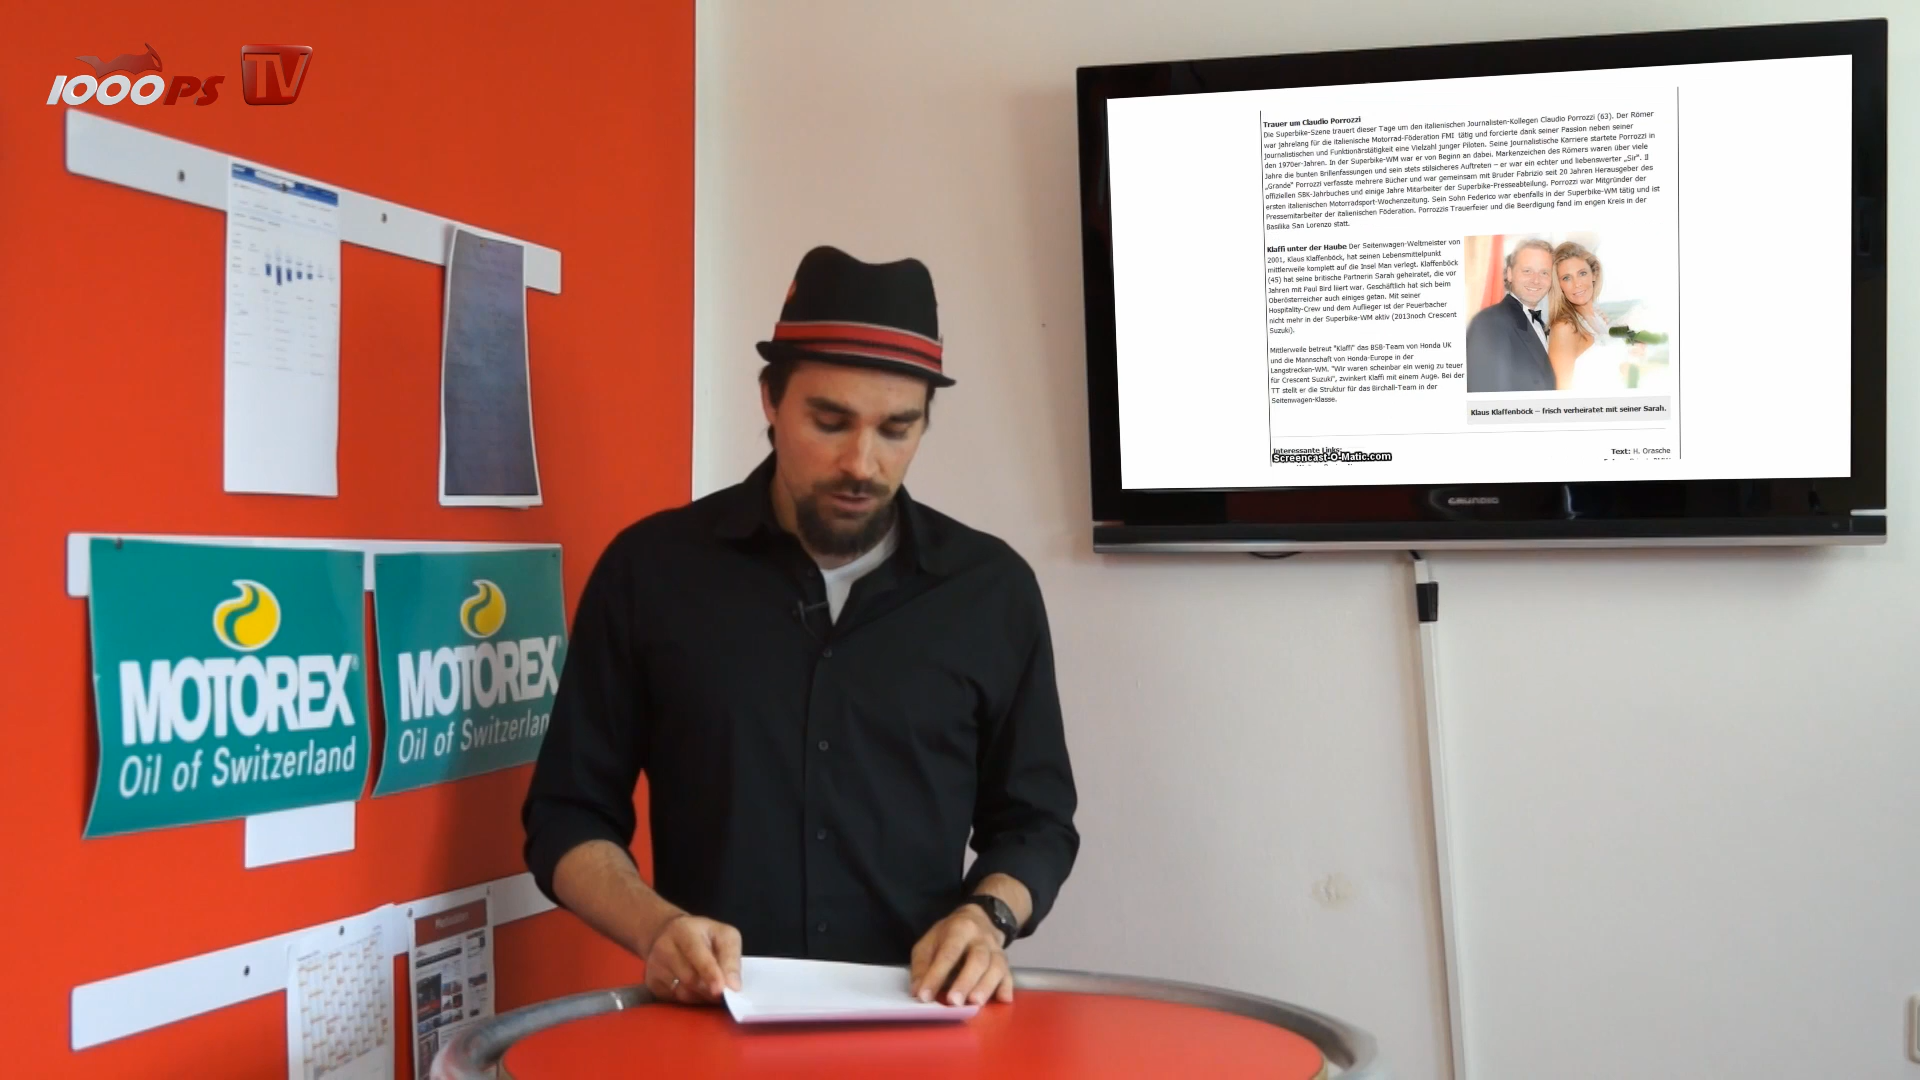 1000PS TV
MOTOREX
Oil of Switzerland
MOTOREX
Oil of Switzerlan
Trauer um Claudio Porrozzi
Die Superbike-Szene trauert dieser Tage um den italienischen Journalisten-Kollegen Claudio Porrozzi (63). Der Römer
war jahrelang für die italienische Motorrad-Föderation FMI tätig und forcierte dank seiner Passion neben seiner
journalistischen und Funktionärstätigkeit eine Vielzahl junger Piloten. Seine journalistische Karriere startete Porrozzi in
den 1970er-Jahren. In der Superbike-WM war er von Beginn an dabei. Markenzeichen des Römers waren über viele
Jahre die bunten Brillenfassungen und sein stets stilsicheres Auftreten – er war ein echter und liebenswerter „Sir“. Il
„Grande“ Porrozzi verfasste mehrere Bücher und war gemeinsam mit Bruder Fabrizio seit 20 Jahren Herausgeber des
offiziellen SBK-Jahrbuches und einige Jahre Mitarbeiter der Superbike-Presseabteilung. Porrozzi war Mitgründer der
ersten italienischen Motorradsport-Wochenzeitung. Sein Sohn Federico war ebenfalls in der Superbike-WM tätig und ist
Pressemitarbeiter der italienischen Föderation. Porrozzis Trauerfeier und die Beerdigung fand im engen Kreis in der
Basilika San Lorenzo statt.
Klaffi unter der Haube Der Seitenwagen-Weltmeister von
2001, Klaus Klaffenböck, hat seinen Lebensmittelpunkt
mittlerweile komplett auf die Insel Man verlegt. Klaffenböck
(45) hat seine britische Partnerin Sarah geheiratet, die vor
Jahren mit Paul Bird liiert war. Geschäftlich hat sich beim
Oberösterreicher auch einiges getan. Mit seiner
Hospitality-Crew und dem Auflieger ist der Peuerbacher
nicht mehr in der Superbike-WM aktiv (2013noch Crescent
Suzuki).
Mittlerweile betreut "Klaffi" das BSB-Team von Honda UK
und die Mannschaft von Honda-Europe in der
Langstrecken-WM. "Wir waren scheinbar ein wenig zu teuer
für Crescent Suzuki", zwinkert Klaffi mit einem Auge. Bei der
TT stellt er die Struktur für das Birchall-Team in der
Seitenwagen-Klasse.
Klaus Klaffenböck – frisch verheiratet mit seiner Sarah.
Interessante Links:
Text: H. Orasche
Screencast-O-Matic.com
GRUNDIG